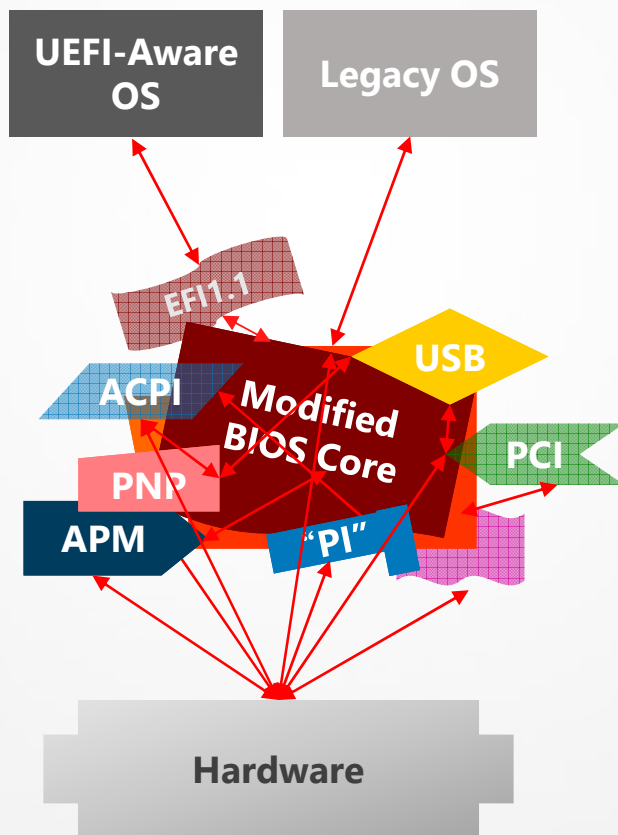 UEFI-Aware
OS
Legacy OS
EFI1.1
USB
ACPI
Modified
BIOS Core
PCI
PNP
APM
“PI”
Hardware